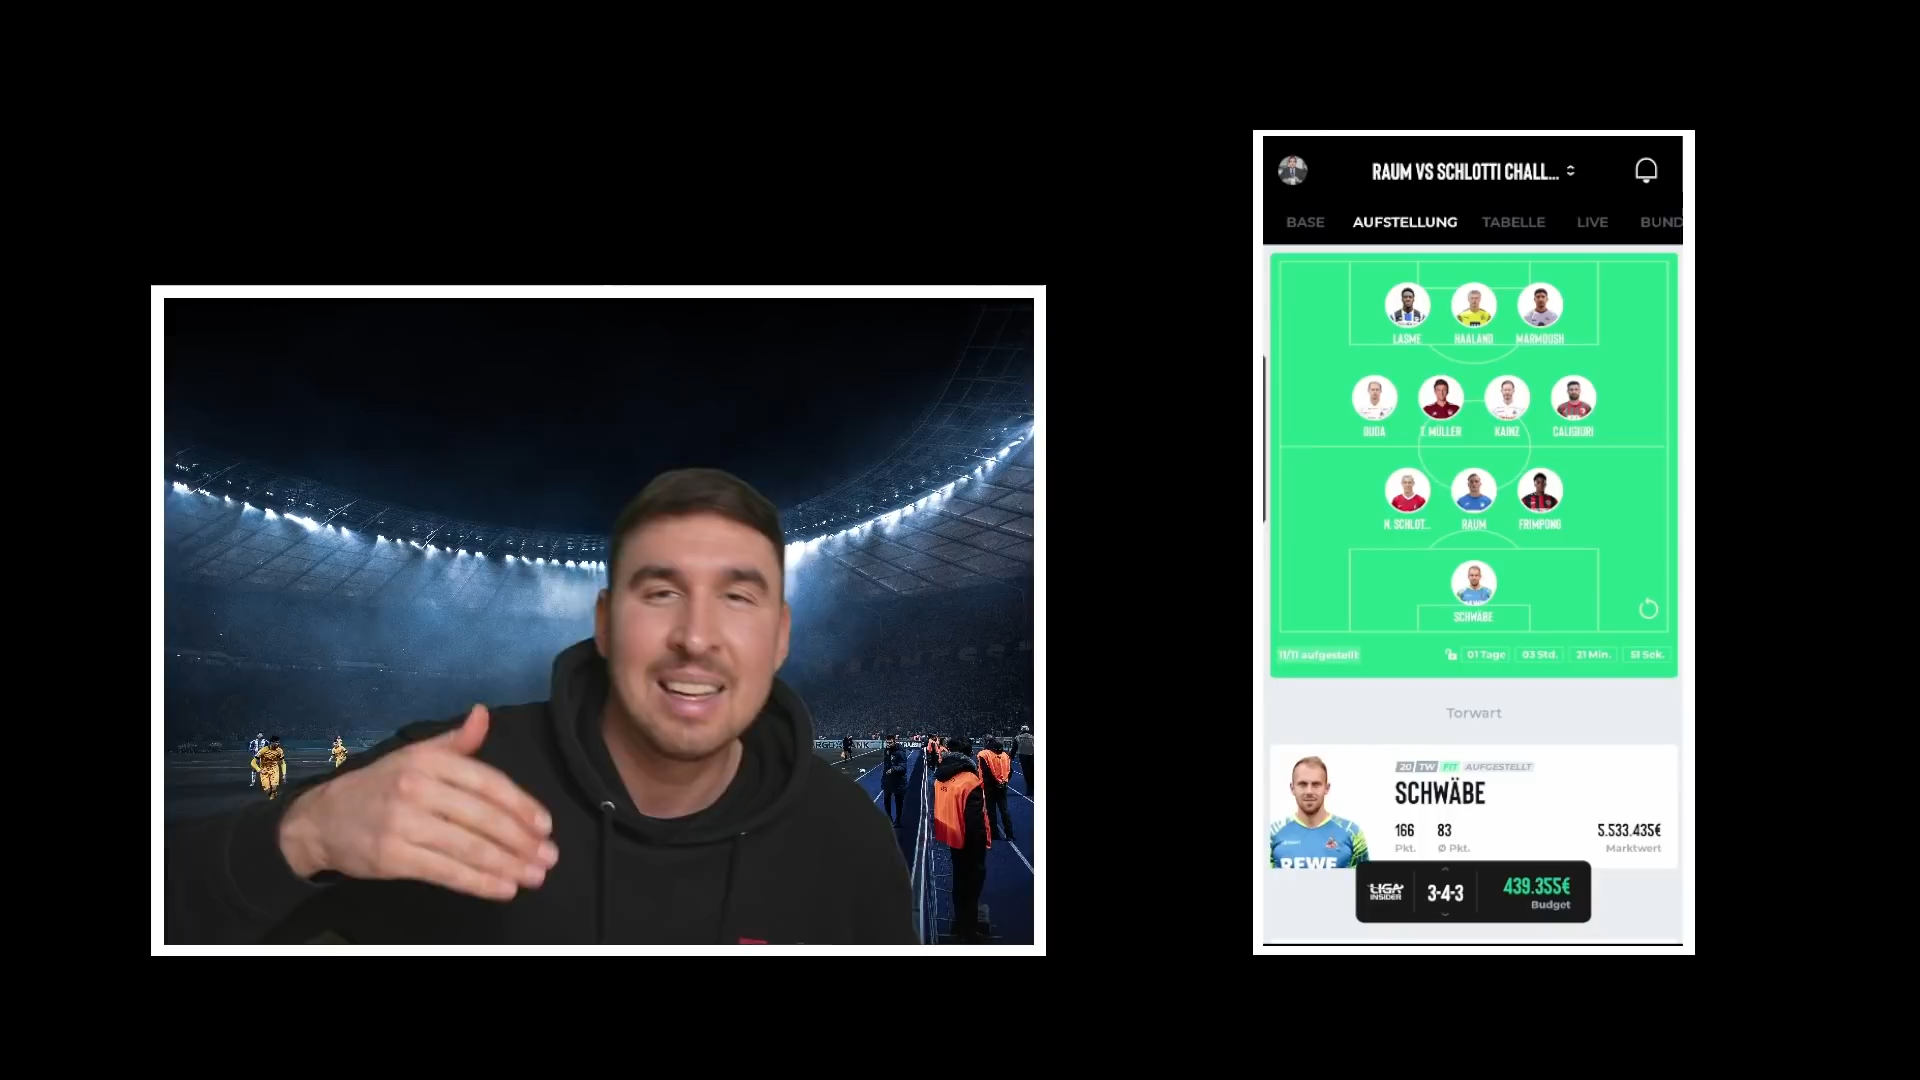 RAUM VS SCHLOTTI CHALL...
BASE AUFSTELLUNG TABELLE LIVE BUND
LASME HAALAND MARMOUSH
DUDA T. MÜLLER KAINZ CALIGIURI
N. SCHLOT... RAUM FRIMPONG
SCHWÄBE
11/11 aufgestellt 01 Tage 03 Std. 21 Min. 51 Sek.
Torwart
20 TW FIT AUFGESTELLT
SCHWÄBE
166 83 5.533.435€
Pkt. Ø Pkt. Marktwert
REWE
LIGA INSIDER 3-4-3 439.355€
Budget